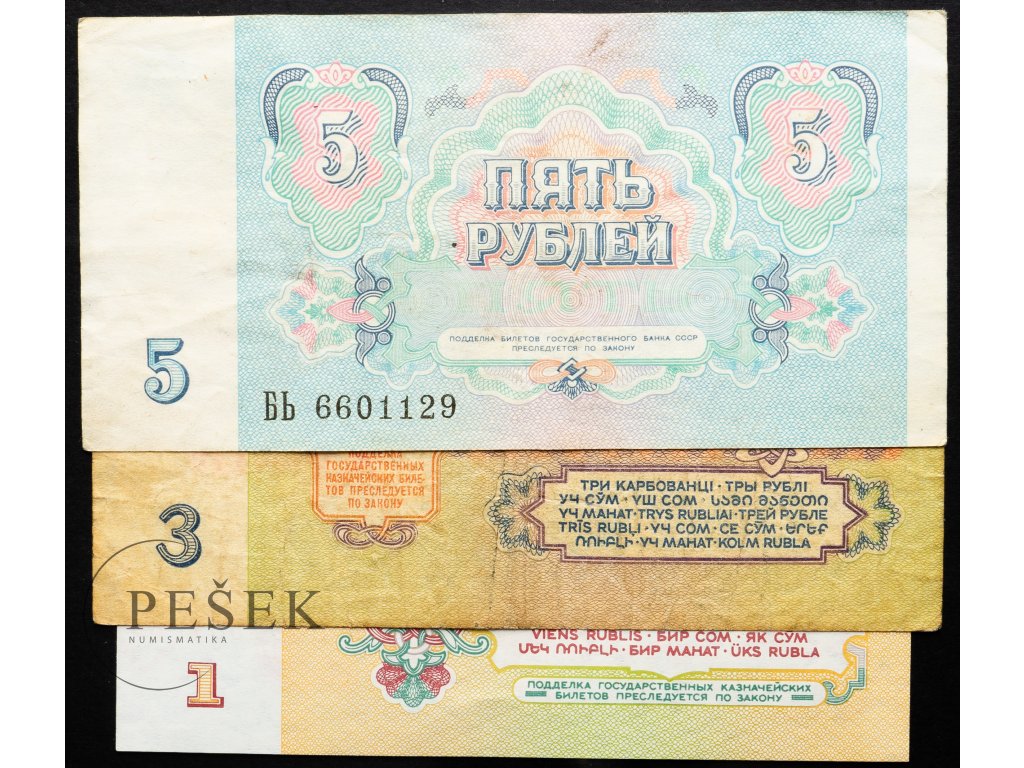 5
5
ПЯТЬ
РУБЛЕЙ
ПОДДЕЛКА БИЛЕТОВ ГОСУДАРСТВЕННОГО БАНКА СССР
ПРЕСЛЕДУЕТСЯ ПО ЗАКОНУ
5
БЬ 6601129
ПОДДЕЛКА
ГОСУДАРСТВЕННЫХ
КАЗНАЧЕЙСКИХ БИЛЕ-
ТОВ ПРЕСЛЕДУЕТСЯ
ПО ЗАКОНУ
ТРИ КАРБОВАНЦІ · ТРЫ РУБЛІ
УЧ СЎМ · ҮШ СОМ · ᲡᲐᲛᲘ ᲛᲐᲜᲔᲗᲘ
ҮЧ МАНАТ · TRYS RUBLIAI · ТРЕЙ РУБЛЕ
TRĪS RUBĻI · ҮЧ СОМ · СЕ СӮМ · ԵՐԵՔ
ՌՈՒԲԼԻ · ҮЧ МАНАТ · KOLM RUBLA
3
PEŠEK
NUMISMATIKA
VIENS RUBLIS · БИР СОМ · ЯК СӮМ
ՄԵԿ ՌՈՒԲԼԻ · БИР МАНАТ · ÜKS RUBLA
ПОДДЕЛКА ГОСУДАРСТВЕННЫХ КАЗНАЧЕЙСКИХ
БИЛЕТОВ ПРЕСЛЕДУЕТСЯ ПО ЗАКОНУ
1